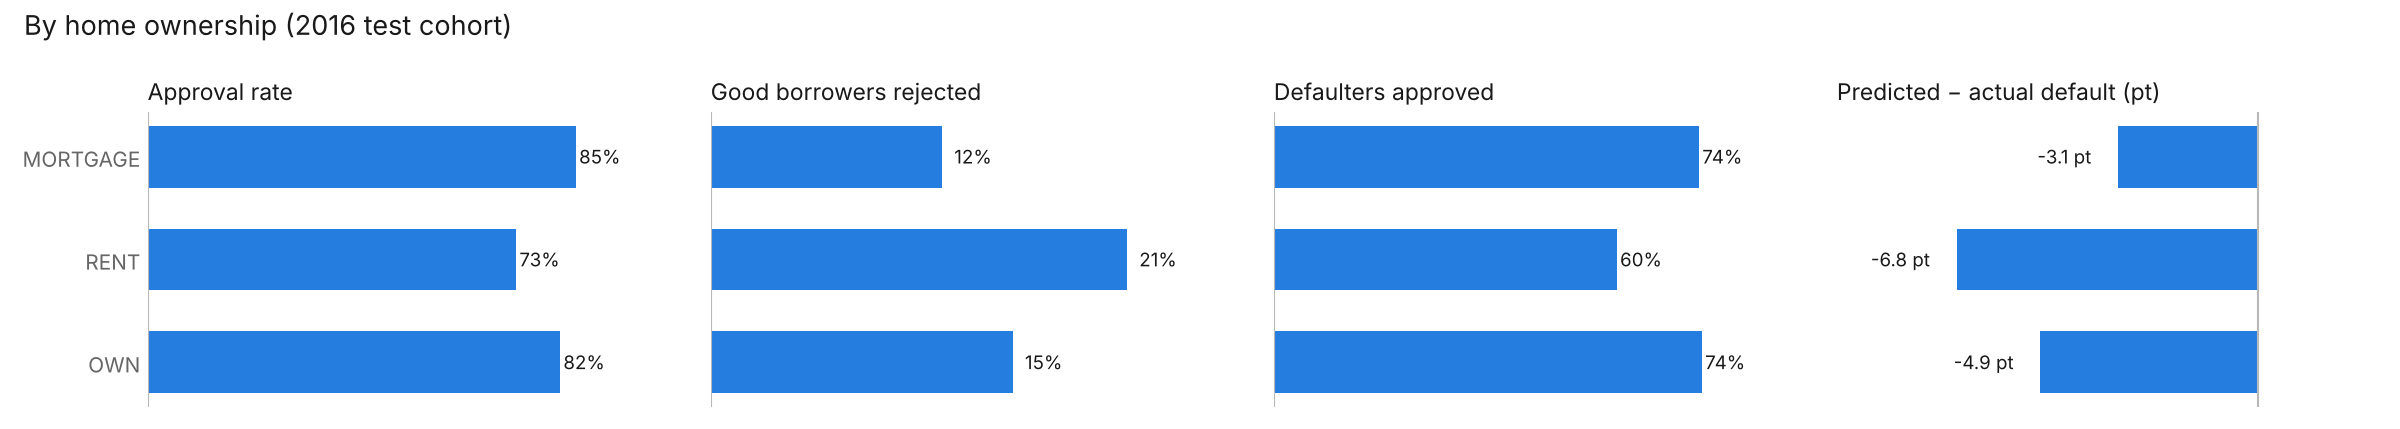 By home ownership (2016 test cohort)
Approval rate
Good borrowers rejected
Defaulters approved
Predicted − actual default (pt)
MORTGAGE 85% 12% 74% -3.1 pt
RENT 73% 21% 60% -6.8 pt
OWN 82% 15% 74% -4.9 pt